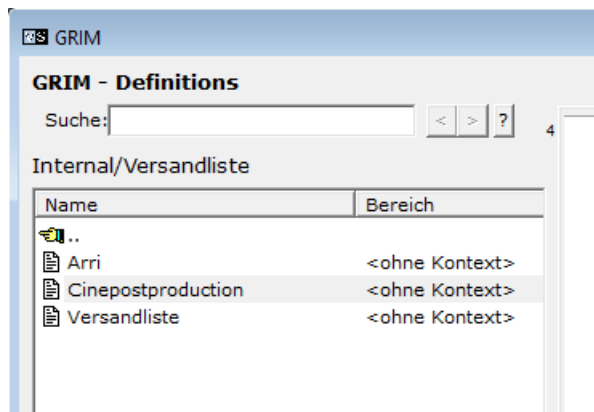 GRIM
GRIM - Definitions
Suche: < > ?
4
Internal/Versandliste
Name Bereich
..
Arri <ohne Kontext>
Cinepostproduction <ohne Kontext>
Versandliste <ohne Kontext>